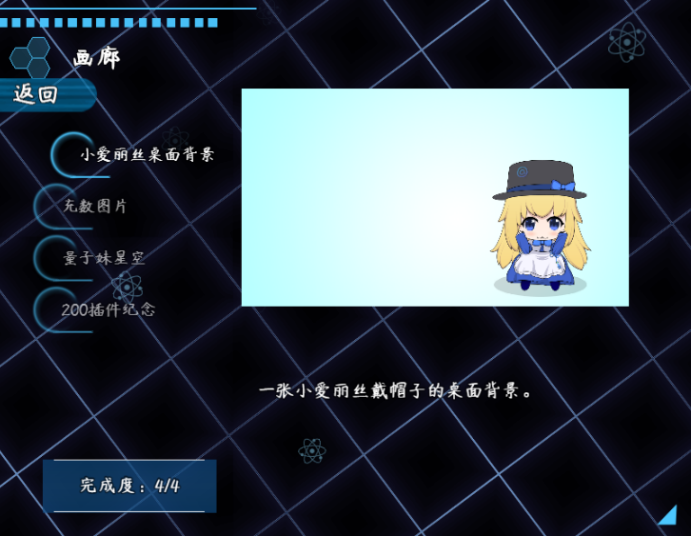 画廊
返回
小爱丽丝桌面背景
充数图片
量子妹星空
200插件纪念
一张小爱丽丝戴帽子的桌面背景。
完成度：4/4